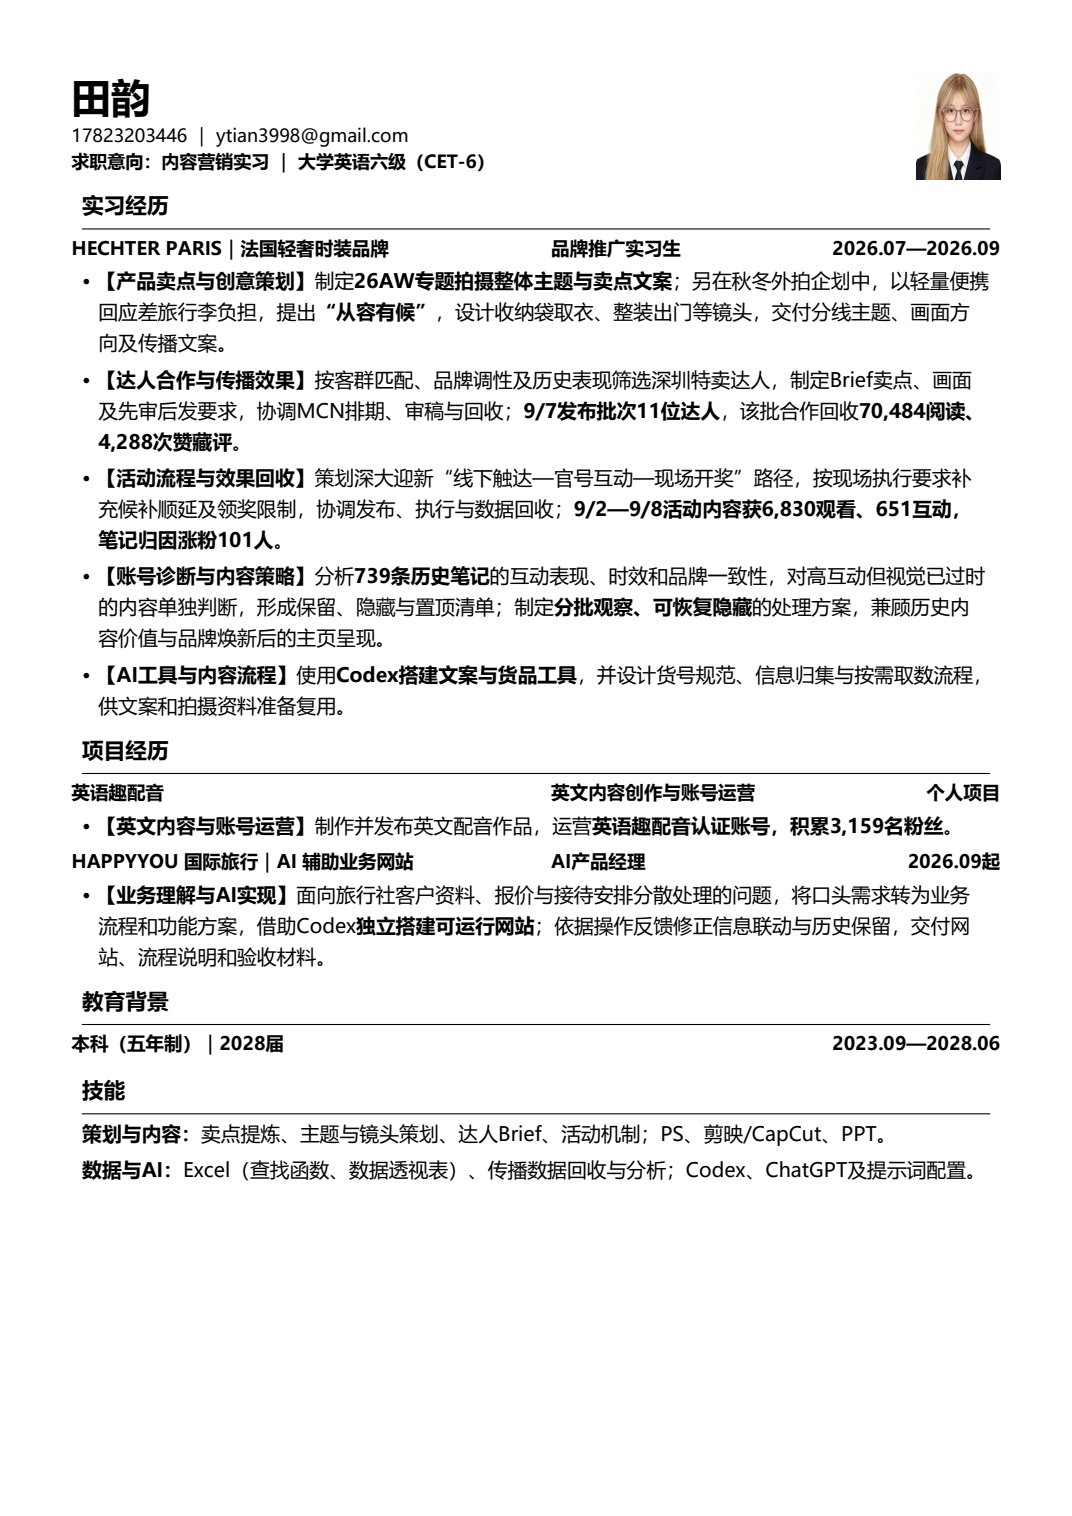 田韵
17823203446 | ytian3998@gmail.com
求职意向：内容营销实习 | 大学英语六级（CET-6）
实习经历
HECHTER PARIS | 法国轻奢时装品牌 品牌推广实习生 2026.07—2026.09
• 【产品卖点与创意策划】制定26AW专题拍摄整体主题与卖点文案；另在秋冬外拍企划中，以轻量便携
回应差旅行李负担，提出“从容有候”，设计收纳袋取衣、整装出门等镜头，交付分线主题、画面方
向及传播文案。
• 【达人合作与传播效果】按客群匹配、品牌调性及历史表现筛选深圳特卖达人，制定Brief卖点、画面
及先审后发要求，协调MCN排期、审稿与回收；9/7发布批次11位达人，该批合作回收70,484阅读、
4,288次赞藏评。
• 【活动流程与效果回收】策划深大迎新“线下触达—官号互动—现场开奖”路径，按现场执行要求补
充候补顺延及领奖限制，协调发布、执行与数据回收；9/2—9/8活动内容获6,830观看、651互动，
笔记归因涨粉101人。
• 【账号诊断与内容策略】分析739条历史笔记的互动表现、时效和品牌一致性，对高互动但视觉已过时
的内容单独判断，形成保留、隐藏与置顶清单；制定分批观察、可恢复隐藏的处理方案，兼顾历史内
容价值与品牌焕新后的主页呈现。
• 【AI工具与内容流程】使用Codex搭建文案与货品工具，并设计货号规范、信息归集与按需取数流程，
供文案和拍摄资料准备复用。
项目经历
英语趣配音 英文内容创作与账号运营 个人项目
• 【英文内容与账号运营】制作并发布英文配音作品，运营英语趣配音认证账号，积累3,159名粉丝。
HAPPYYOU 国际旅行 | AI 辅助业务网站 AI产品经理 2026.09起
• 【业务理解与AI实现】面向旅行社客户资料、报价与接待安排分散处理的问题，将口头需求转为业务
流程和功能方案，借助Codex独立搭建可运行网站；依据操作反馈修正信息联动与历史保留，交付网
站、流程说明和验收材料。
教育背景
本科（五年制） | 2028届 2023.09—2028.06
技能
策划与内容：卖点提炼、主题与镜头策划、达人Brief、活动机制；PS、剪映/CapCut、PPT。
数据与AI：Excel（查找函数、数据透视表）、传播数据回收与分析；Codex、ChatGPT及提示词配置。